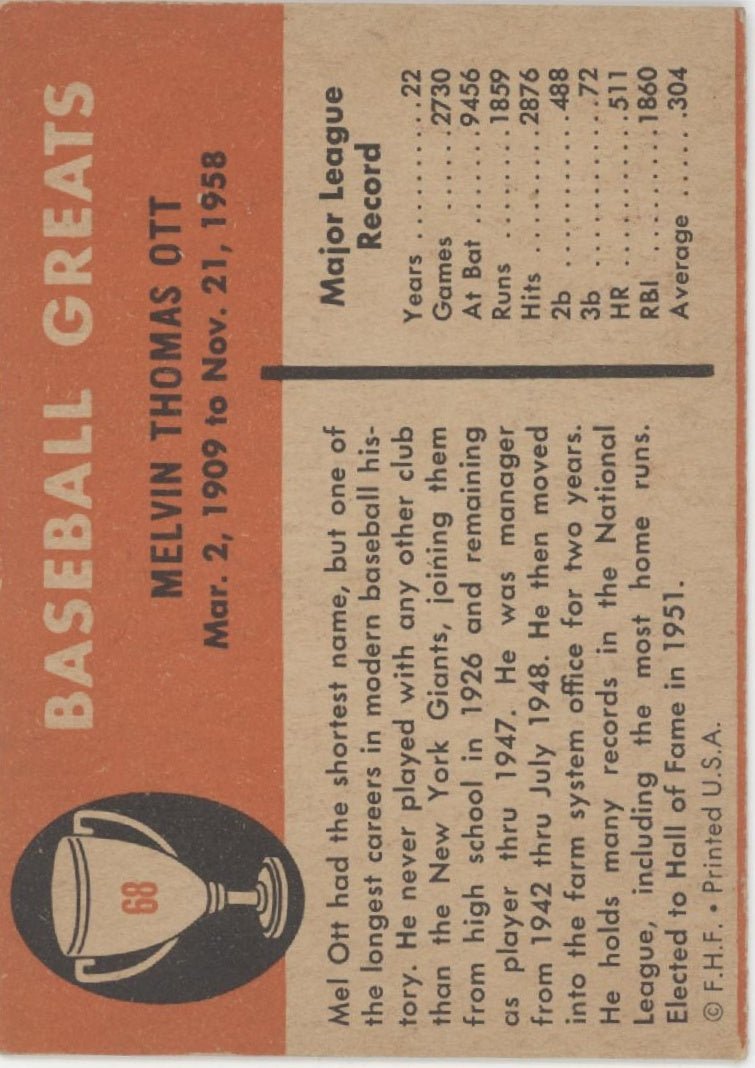 BASEBALL GREATS
68
MELVIN THOMAS OTT
Mar. 2, 1909 to Nov. 21, 1958
Mel Ott had the shortest name, but one of
the longest careers in modern baseball his-
tory. He never played with any other club
than the New York Giants, joining them
from high school in 1926 and remaining
as player thru 1947. He was manager
from 1942 thru July 1948. He then moved
into the farm system office for two years.
He holds many records in the National
League, including the most home runs.
Elected to Hall of Fame in 1951.
© F.H.F. • Printed U.S.A.
Major League
Record
Years ..........22
Games ......2730
At Bat .......9456
Runs ........1859
Hits .........2876
2b ...........488
3b ............72
HR ...........511
RBI .........1860
Average ......304